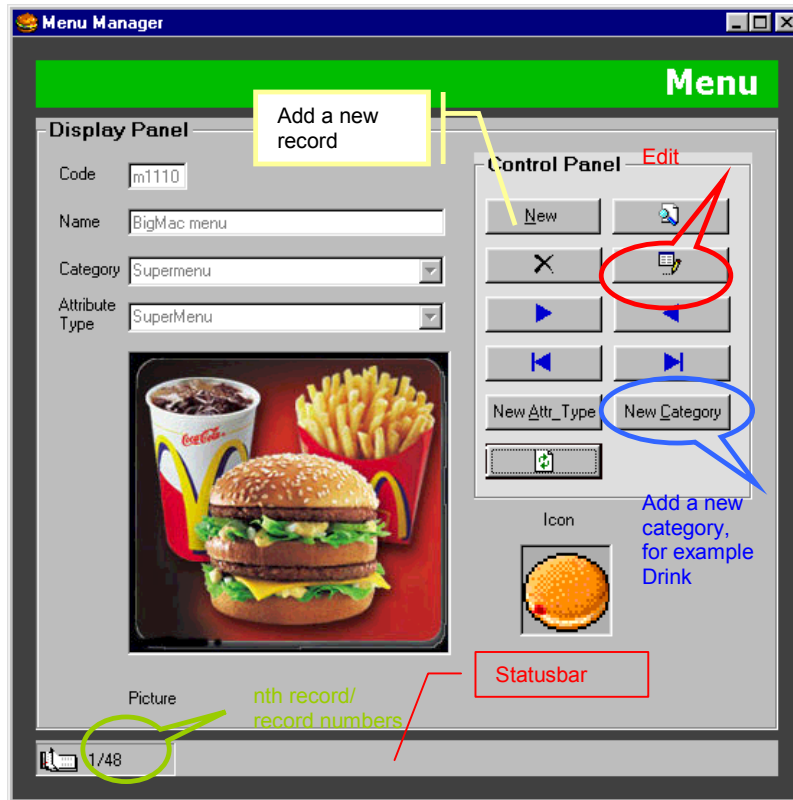 Menu Manager
Menu
Display Panel
Add a new
record
Control Panel
Edit
Code
m1110
Name
BigMac menu
Category
Supermenu
Attribute
Type
SuperMenu
New
New Attr_Type
New Category
Coca-Cola
Icon
Add a new
category,
for example
Drink
Statusbar
Picture
nth record/
record numbers
1/48